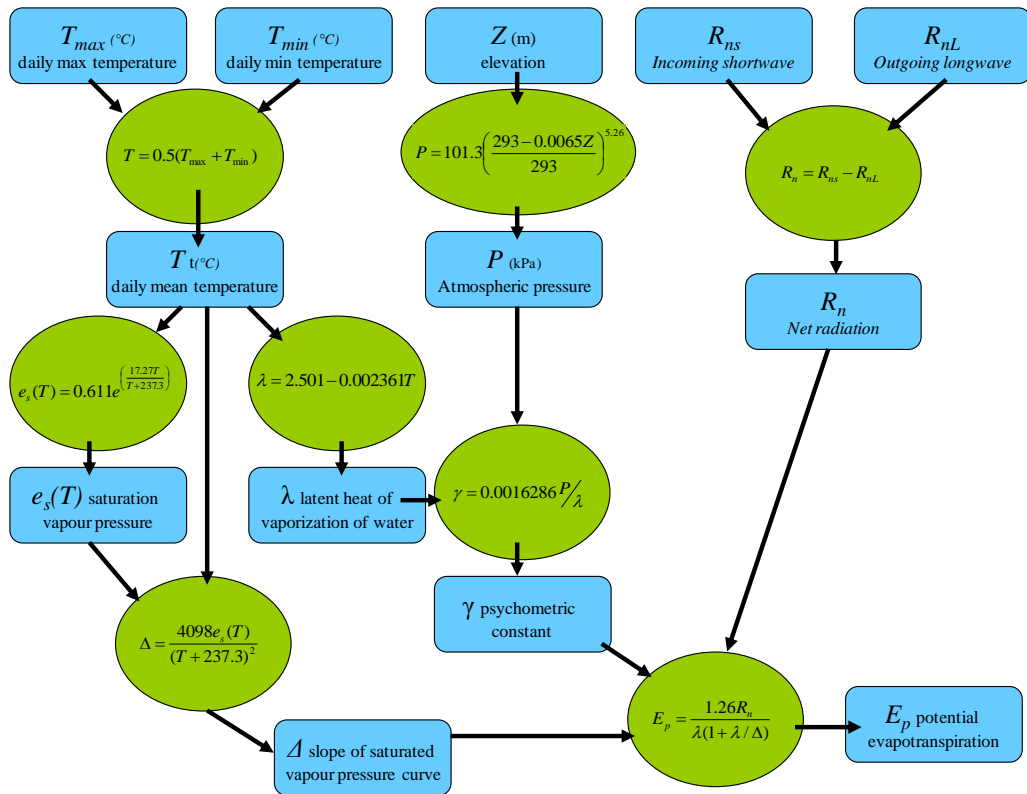 T_max (°C)
daily max temperature
T_min (°C)
daily min temperature
Z (m)
elevation
R_ns
Incoming shortwave
R_nL
Outgoing longwave
T = 0.5(T_max + T_min)
P = 101.3((293 − 0.0065Z)/293)^5.26
R_n = R_ns − R_nL
T t(°C)
daily mean temperature
P (kPa)
Atmospheric pressure
R_n
Net radiation
e_s(T) = 0.611e^(17.27T/(T+237.3))
λ = 2.501 − 0.002361T
e_s(T) saturation
vapour pressure
λ latent heat of
vaporization of water
γ = 0.0016286 P/λ
γ psychometric
constant
Δ = 4098e_s(T)/(T + 237.3)^2
E_p = 1.26R_n/(λ(1 + λ/Δ))
E_p potential
evapotranspiration
Δ slope of saturated
vapour pressure curve